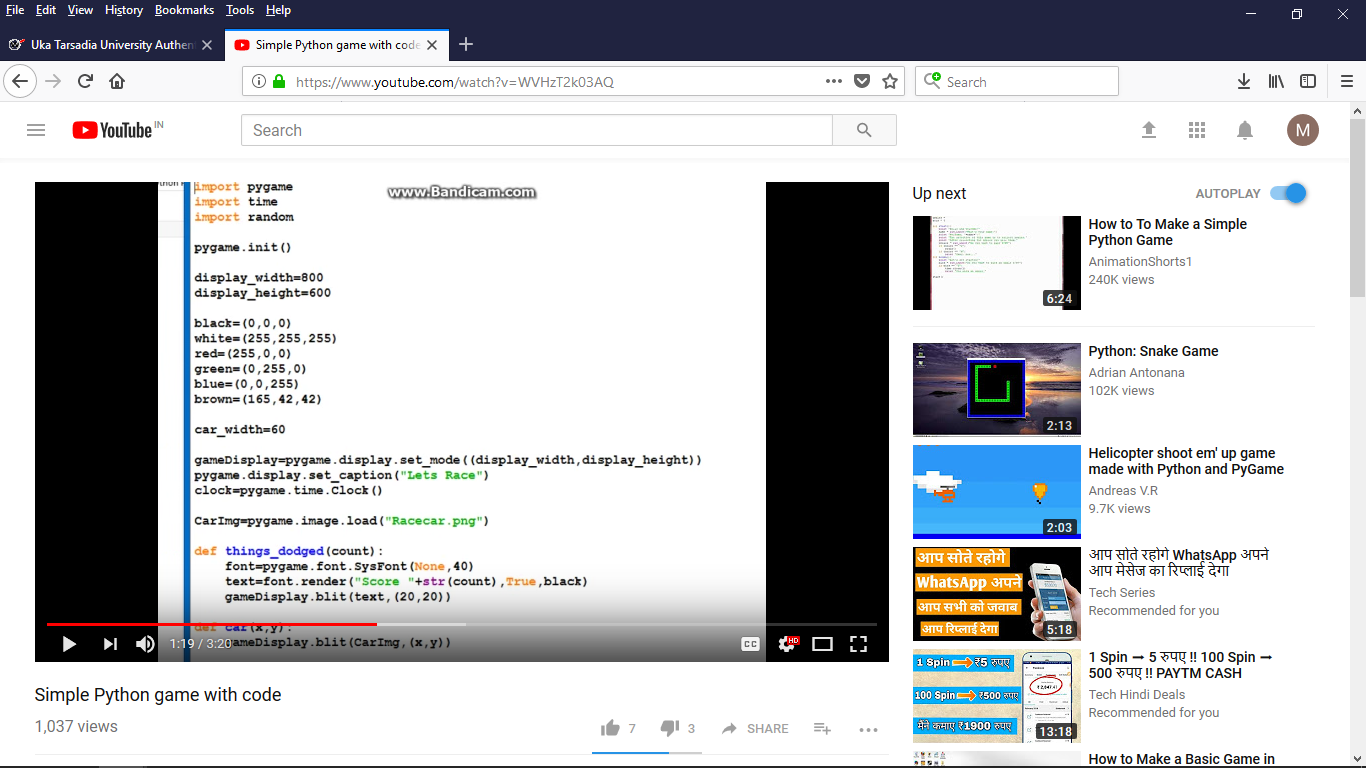 File Edit View History Bookmarks Tools Help
Uka Tarsadia University Authen
Simple Python game with code
https://www.youtube.com/watch?v=WVHzT2k03AQ
Search
YouTube IN
Search
M
www.Bandicam.com
import pygame
import time
import random
pygame.init()
display_width=800
display_height=600
black=(0,0,0)
white=(255,255,255)
red=(255,0,0)
green=(0,255,0)
blue=(0,0,255)
brown=(165,42,42)
car_width=60
gameDisplay=pygame.display.set_mode((display_width,display_height))
pygame.display.set_caption("Lets Race")
clock=pygame.time.Clock()
CarImg=pygame.image.load("Racecar.png")
def things_dodged(count):
font=pygame.font.SysFont(None,40)
text=font.render("Score "+str(count),True,black)
gameDisplay.blit(text,(20,20))
def car(x,y):
gameDisplay.blit(CarImg,(x,y))
1:19 / 3:20
CC
HD
Simple Python game with code
1,037 views
7
3
SHARE
Up next
AUTOPLAY
6:24
How to To Make a Simple
Python Game
AnimationShorts1
240K views
2:13
Python: Snake Game
Adrian Antonana
102K views
2:03
Helicopter shoot em' up game
made with Python and PyGame
Andreas V.R
9.7K views
आप सोते रहोगे
WhatsApp अपने
आप सभी को जवाब
आप रिप्लाई देगा
5:18
आप सोते रहोगे WhatsApp अपने
आप मेसेज का रिप्लाई देगा
Tech Series
Recommended for you
1 Spin ₹5 रुपए
100 Spin ₹500 रुपए
मैंने कमाए ₹1900 रुपए
13:18
1 Spin → 5 रुपए !! 100 Spin →
500 रुपए !! PAYTM CASH
Tech Hindi Deals
Recommended for you
How to Make a Basic Game in